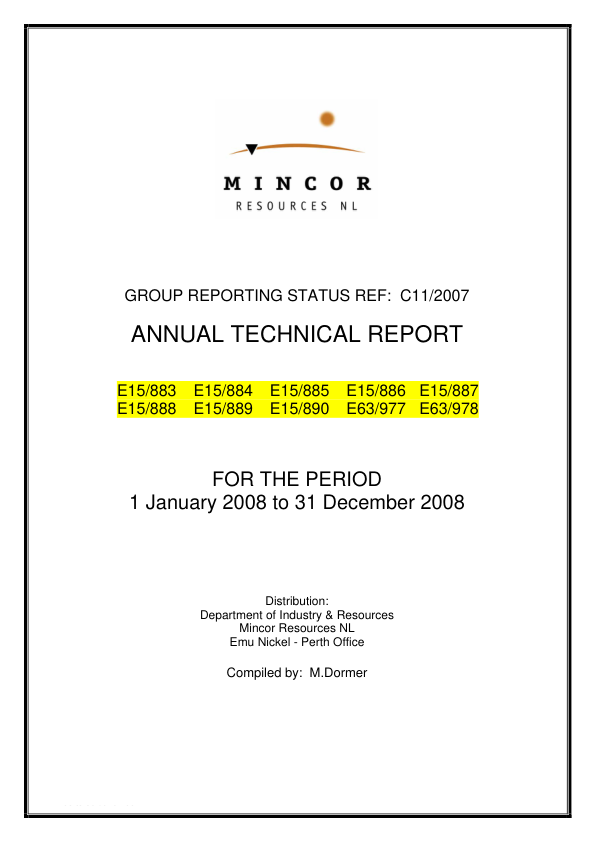 MINCOR
RESOURCES NL
GROUP REPORTING STATUS REF: C11/2007
ANNUAL TECHNICAL REPORT
E15/883 E15/884 E15/885 E15/886 E15/887
E15/888 E15/889 E15/890 E63/977 E63/978
FOR THE PERIOD
1 January 2008 to 31 December 2008
Distribution:
Department of Industry & Resources
Mincor Resources NL
Emu Nickel - Perth Office
Compiled by: M.Dormer